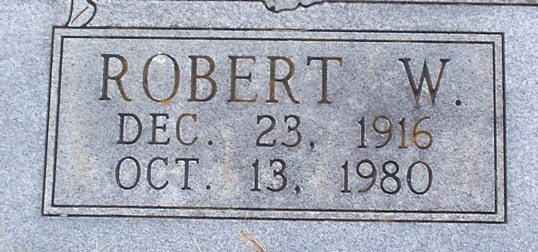 ROBERT W.
DEC. 23, 1916
OCT. 13, 1980